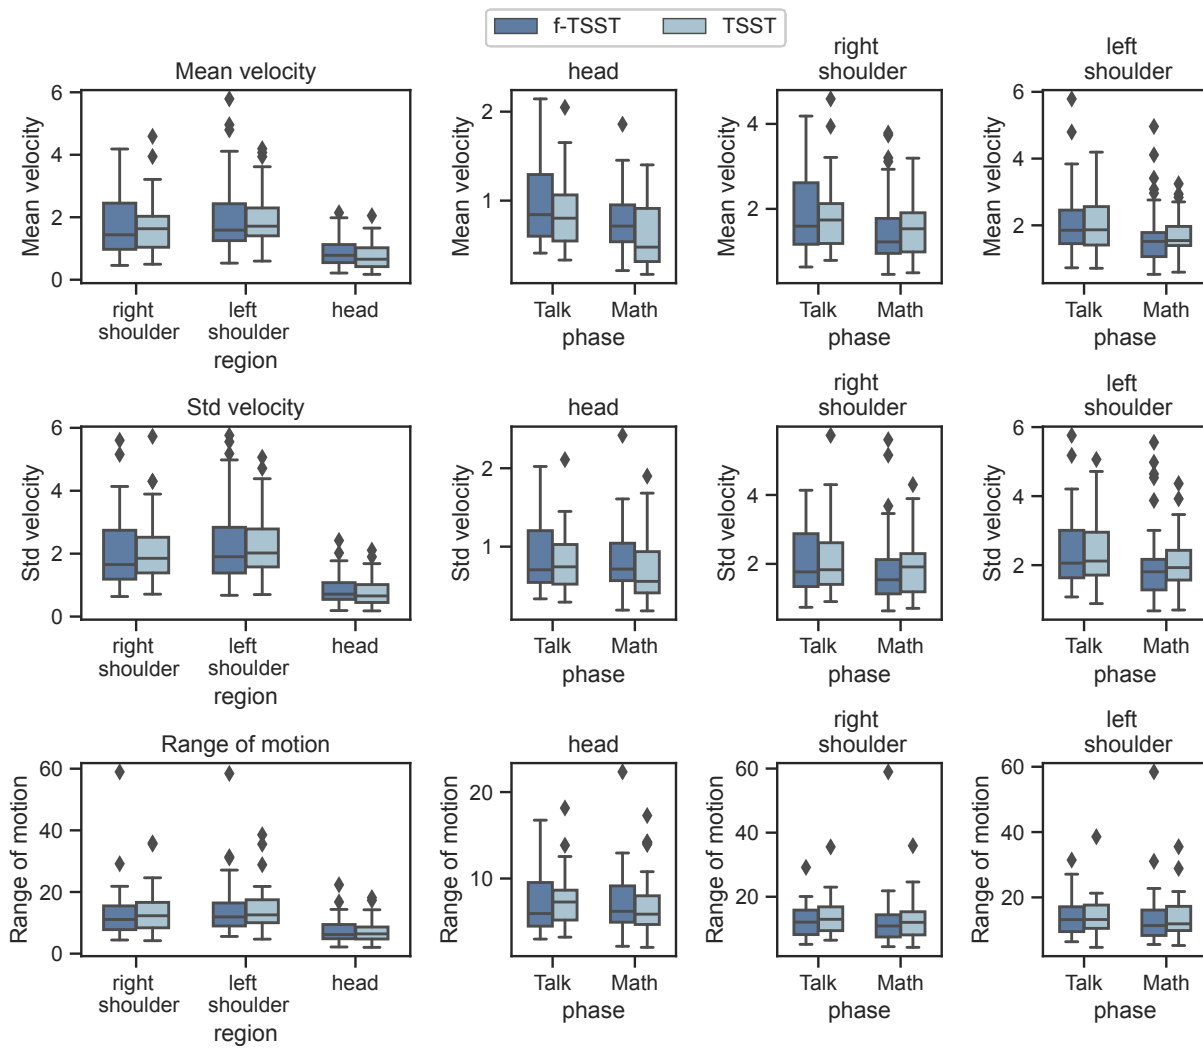 f-TSST
TSST
Mean velocity
Mean velocity
6
4
2
0
right
shoulder
left
shoulder
head
region
head
Mean velocity
2
1
Talk
Math
phase
right
shoulder
Mean velocity
4
2
Talk
Math
phase
left
shoulder
Mean velocity
6
4
2
Talk
Math
phase
Std velocity
Std velocity
6
4
2
0
right
shoulder
left
shoulder
head
region
head
Std velocity
2
1
Talk
Math
phase
right
shoulder
Std velocity
4
2
Talk
Math
phase
left
shoulder
Std velocity
6
4
2
Talk
Math
phase
Range of motion
Range of motion
60
40
20
0
right
shoulder
left
shoulder
head
region
head
Range of motion
20
10
Talk
Math
phase
right
shoulder
Range of motion
60
40
20
Talk
Math
phase
left
shoulder
Range of motion
60
40
20
0
Talk
Math
phase